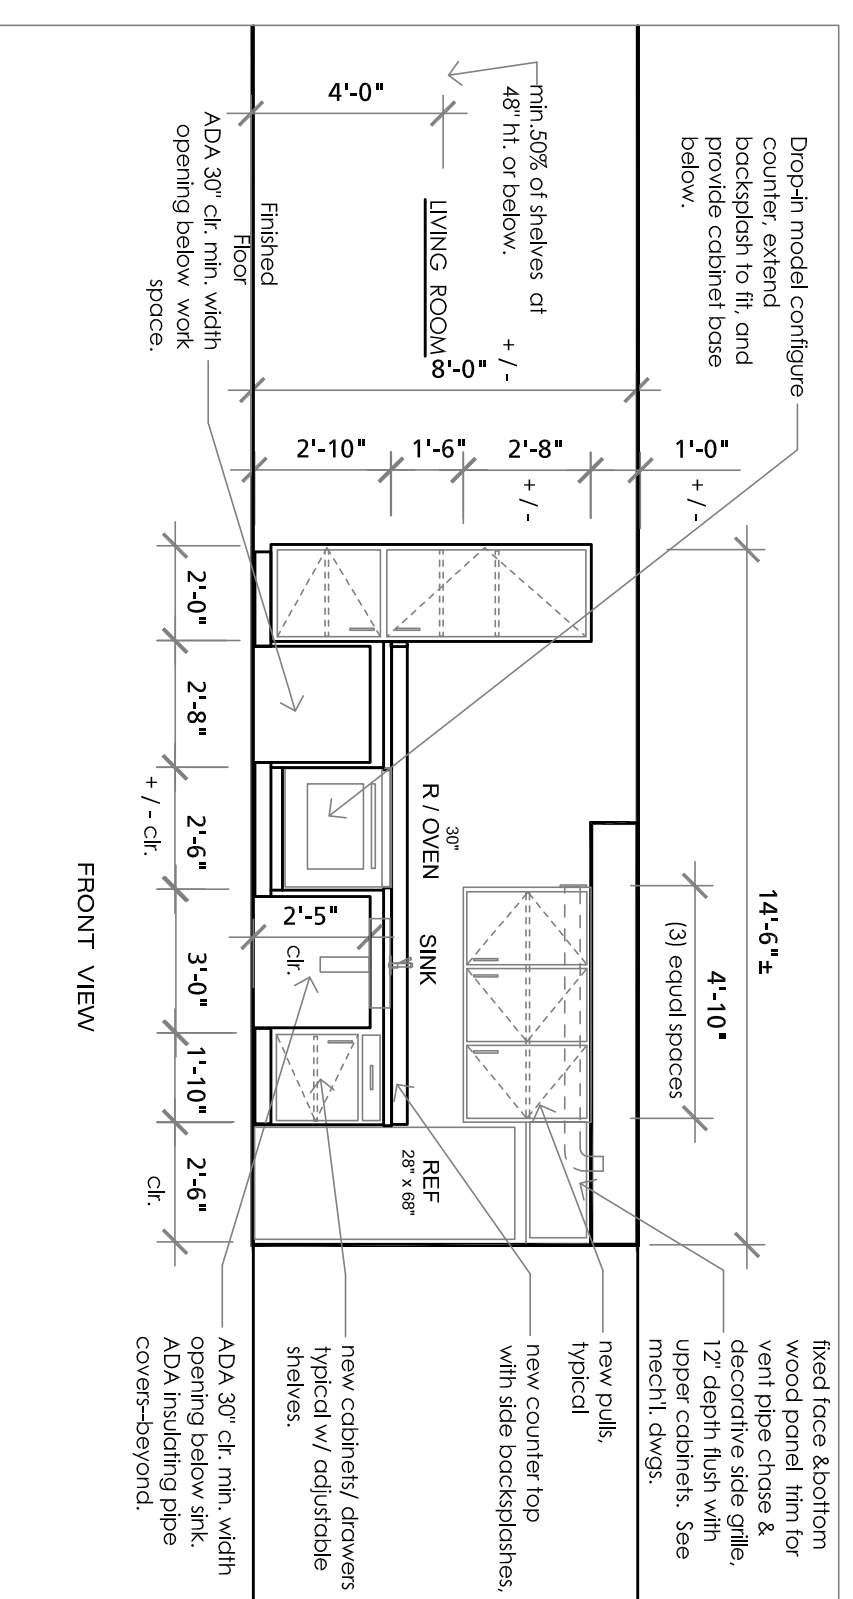 Drop-in model configure
counter, extend
backsplash to fit, and
provide cabinet base
below.
min.50% of shelves at
48" ht. or below.
4'-0"
LIVING ROOM
+ / -
8'-0"
Finished
Floor
ADA 30" clr. min. width
opening below work
space.
1'-0"
+ / -
2'-8"
+ / -
1'-6"
2'-10"
14'-6"±
4'-10"
(3) equal spaces
30"
R / OVEN
SINK
REF
28" x 68"
2'-5"
clr.
2'-0"
2'-8"
2'-6"
3'-0"
1'-10"
2'-6"
+ / - clr.
clr.
FRONT VIEW
fixed face &bottom
wood panel trim for
vent pipe chase &
decorative side grille,
12" depth flush with
upper cabinets. See
mech'l. dwgs.
new pulls,
typical
new counter top
with side backsplashes,
new cabinets/ drawers
typical w/ adjustable
shelves.
ADA 30" clr. min. width
opening below sink.
ADA insulating pipe
covers--beyond.